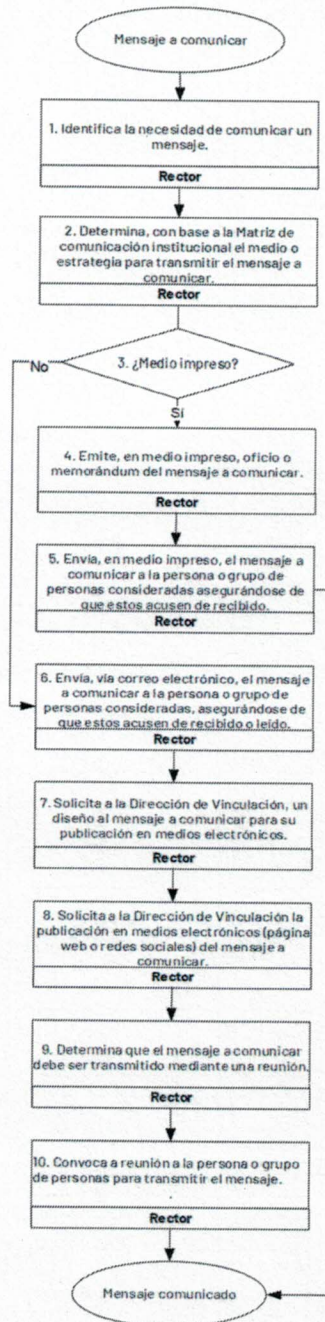 Mensaje a comunicar
1. Identifica la necesidad de comunicar un
mensaje.
Rector
2. Determina, con base a la Matriz de
comunicación institucional el medio o
estrategia para transmitir el mensaje a
comunicar.
Rector
No
3. ¿Medio impreso?
Sí
4. Emite, en medio impreso, oficio o
memorándum del mensaje a comunicar.
Rector
5. Envía, en medio impreso, el mensaje a
comunicar a la persona o grupo de
personas consideradas asegurándose de
que estos acusen de recibido.
Rector
6. Envía, vía correo electrónico, el mensaje
a comunicar a la persona o grupo de
personas consideradas, asegurándose de
que estos acusen de recibido o leído.
Rector
7. Solicita a la Dirección de Vinculación, un
diseño al mensaje a comunicar para su
publicación en medios electrónicos.
Rector
8. Solicita a la Dirección de Vinculación la
publicación en medios electrónicos (página
web o redes sociales) del mensaje a
comunicar.
Rector
9. Determina que el mensaje a comunicar
debe ser transmitido mediante una reunión.
Rector
10. Convoca a reunión a la persona o grupo
de personas para transmitir el mensaje.
.
Rector
Mensaje comunicado